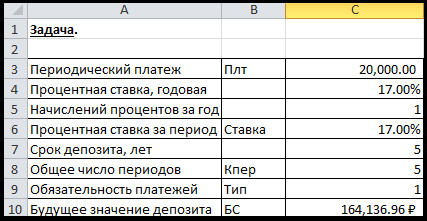 A B C
1 Задача.
2
3 Периодический платеж Плт 20,000.00
4 Процентная ставка, годовая 17.00%
5 Начислений процентов за год 1
6 Процентная ставка за период Ставка 17.00%
7 Срок депозита, лет 5
8 Общее число периодов Кпер 5
9 Обязательность платежей Тип 1
10 Будущее значение депозита БС 164,136.96 ₽